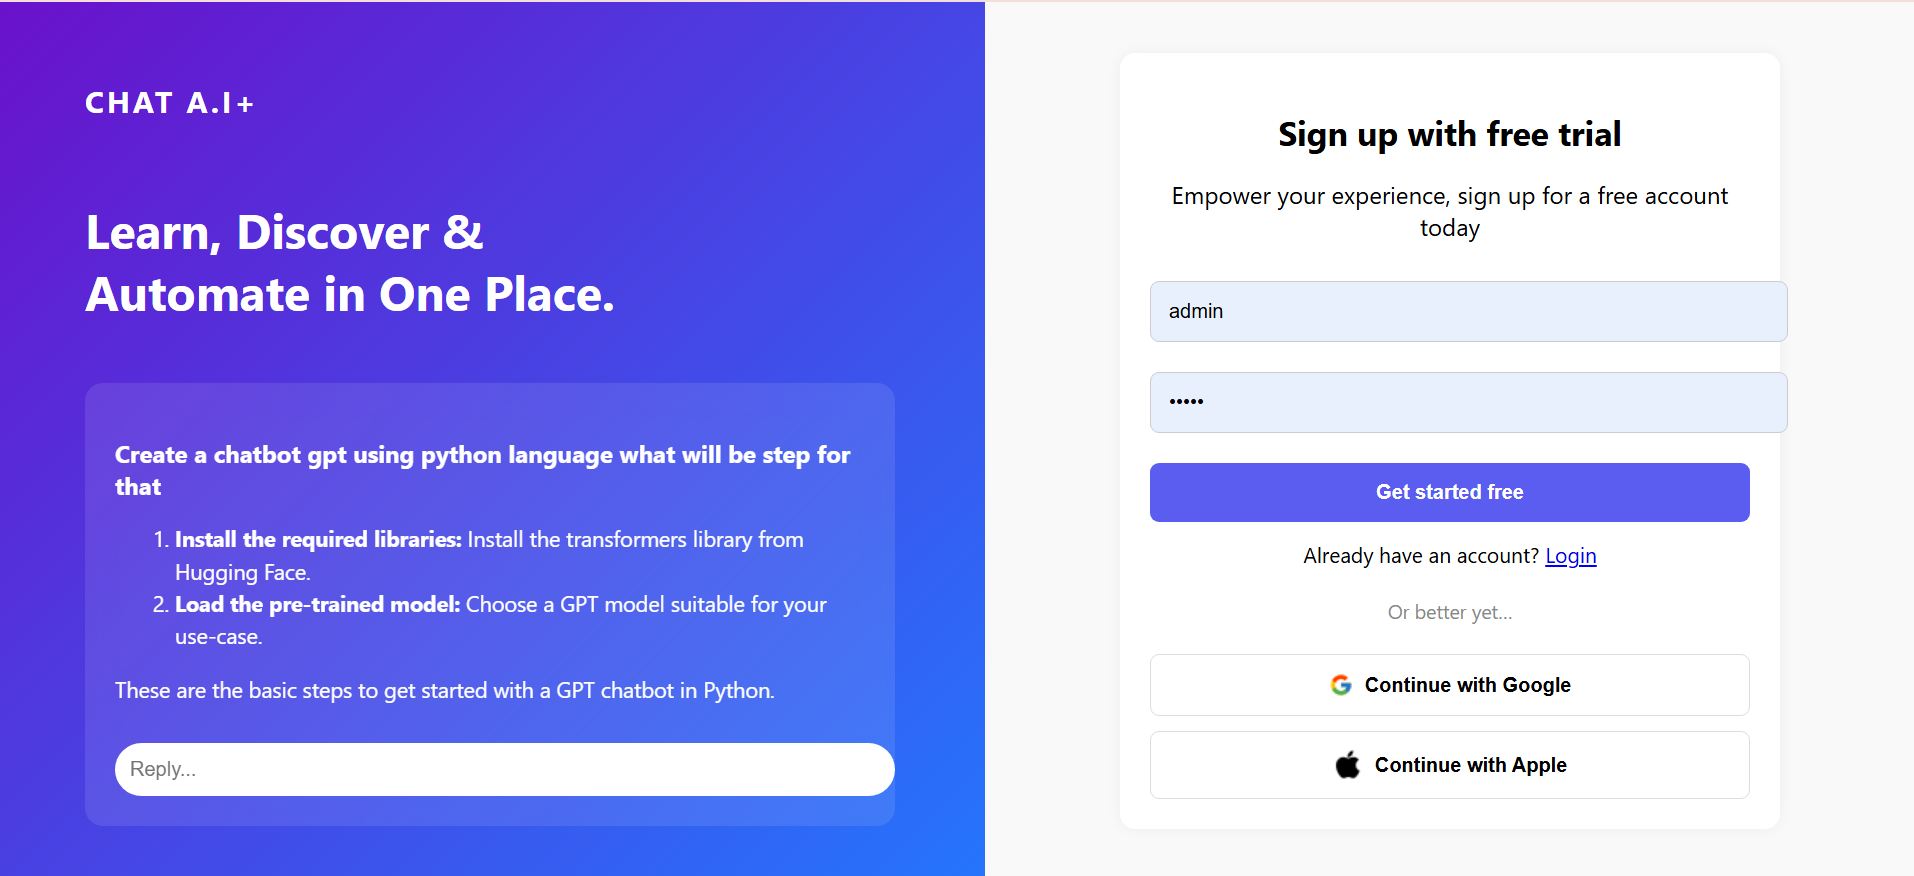 CHAT A.I+
Learn, Discover &
Automate in One Place.
Create a chatbot gpt using python language what will be step for
that
1. Install the required libraries: Install the transformers library from
Hugging Face.
2. Load the pre-trained model: Choose a GPT model suitable for your
use-case.
These are the basic steps to get started with a GPT chatbot in Python.
Reply...
Sign up with free trial
Empower your experience, sign up for a free account
today
admin
•••••
Get started free
Already have an account? Login
Or better yet...
Continue with Google
Continue with Apple